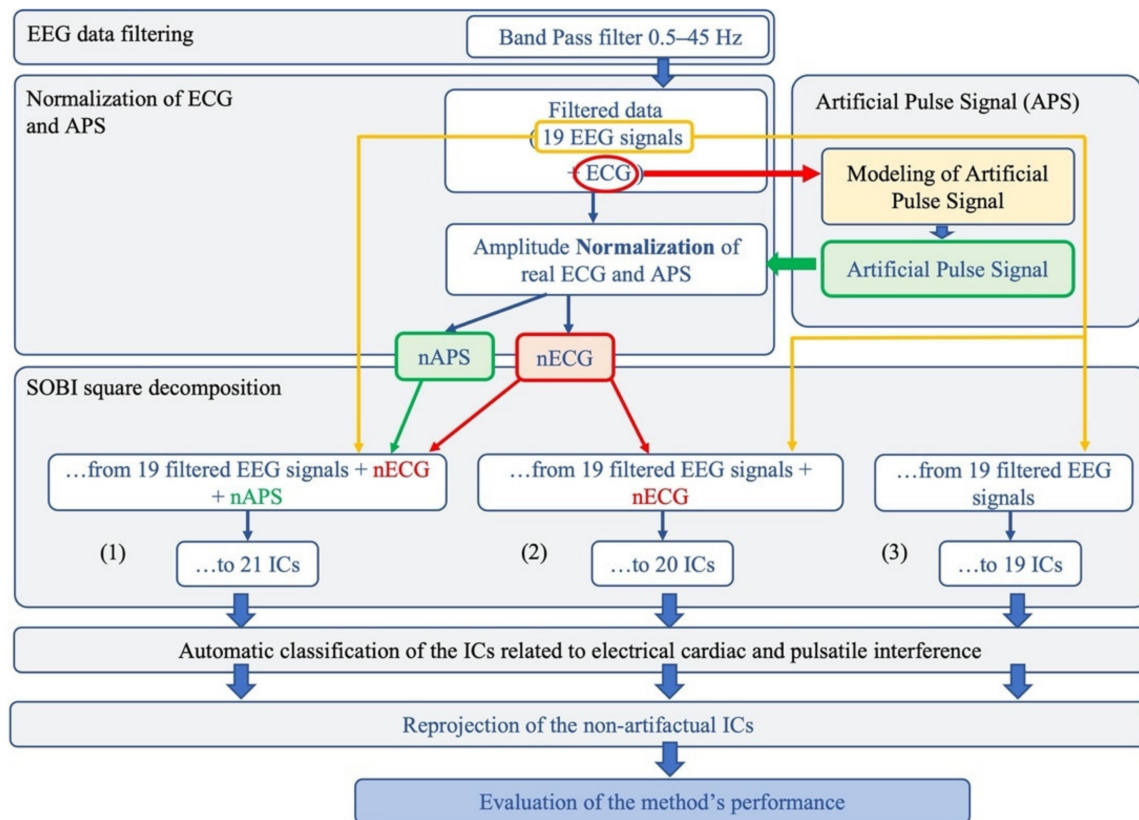 EEG data filtering
Band Pass filter 0.5–45 Hz
Normalization of ECG
and APS
Filtered data
(19 EEG signals
+ ECG)
Artificial Pulse Signal (APS)
Modeling of Artificial
Pulse Signal
Amplitude Normalization of
real ECG and APS
Artificial Pulse Signal
nAPS
nECG
SOBI square decomposition
…from 19 filtered EEG signals + nECG
+ nAPS
…from 19 filtered EEG signals +
nECG
…from 19 filtered EEG
signals
(1)
…to 21 ICs
(2)
…to 20 ICs
(3)
…to 19 ICs
Automatic classification of the ICs related to electrical cardiac and pulsatile interference
Reprojection of the non-artifactual ICs
Evaluation of the method’s performance